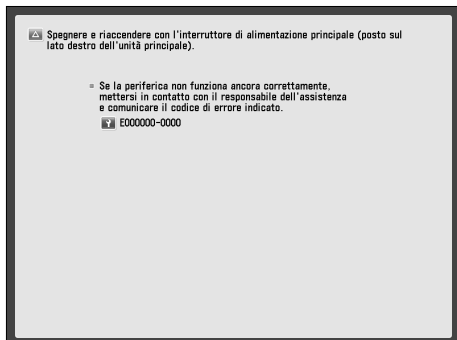 Spegnere e riaccendere con l'interruttore di alimentazione principale (posto sul
lato destro dell'unità principale).
Se la periferica non funziona ancora correttamente,
mettersi in contatto con il responsabile dell'assistenza
e comunicare il codice di errore indicato.
E000000-0000